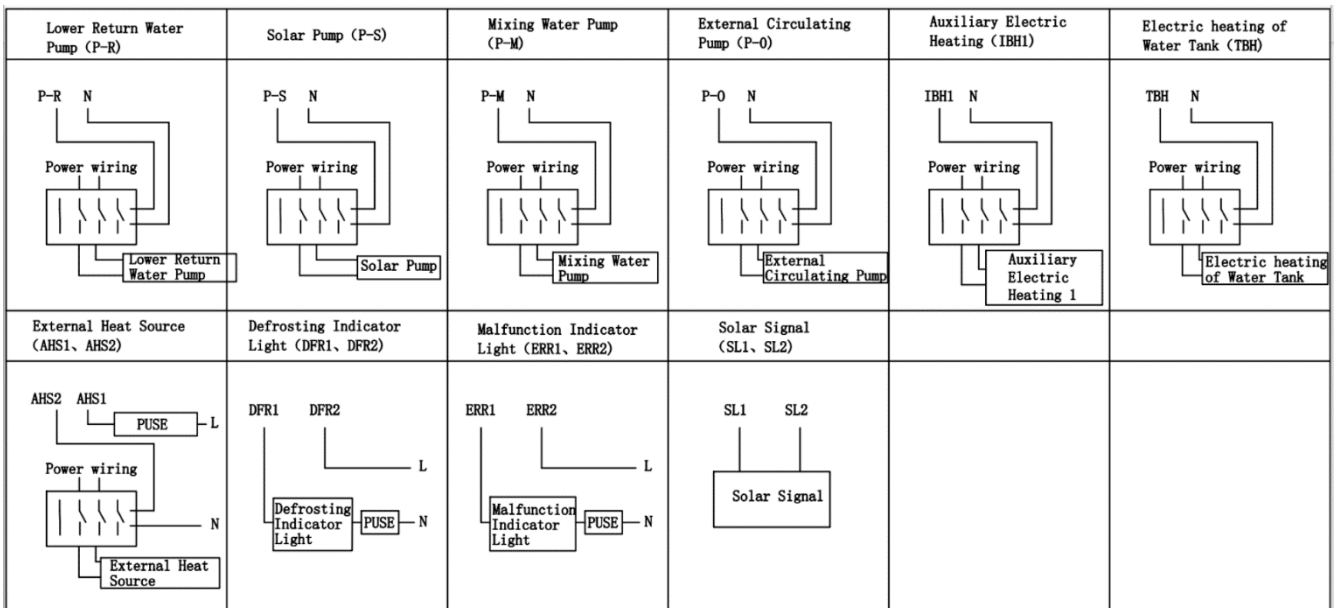 Lower Return Water
Pump (P-R)
Solar Pump (P-S)
Mixing Water Pump
(P-M)
External Circulating
Pump (P-0)
Auxiliary Electric
Heating (IBH1)
Electric heating of
Water Tank (TBH)
P-R N
Power wiring
Lower Return
Water Pump
P-S N
Power wiring
Solar Pump
P-M N
Power wiring
Mixing Water
Pump
P-0 N
Power wiring
External
Circulating Pump
IBH1 N
Power wiring
Auxiliary
Electric
Heating 1
TBH N
Power wiring
Electric heating
of Water Tank
External Heat Source
(AHS1、AHS2)
Defrosting Indicator
Light (DFR1、DFR2)
Malfunction Indicator
Light (ERR1、ERR2)
Solar Signal
(SL1、SL2)
AHS2 AHS1
PUSE L
Power wiring
N
External Heat
Source
DFR1 DFR2
L
Defrosting
Indicator
Light
PUSE N
ERR1 ERR2
L
Malfunction
Indicator
Light
PUSE N
SL1 SL2
Solar Signal